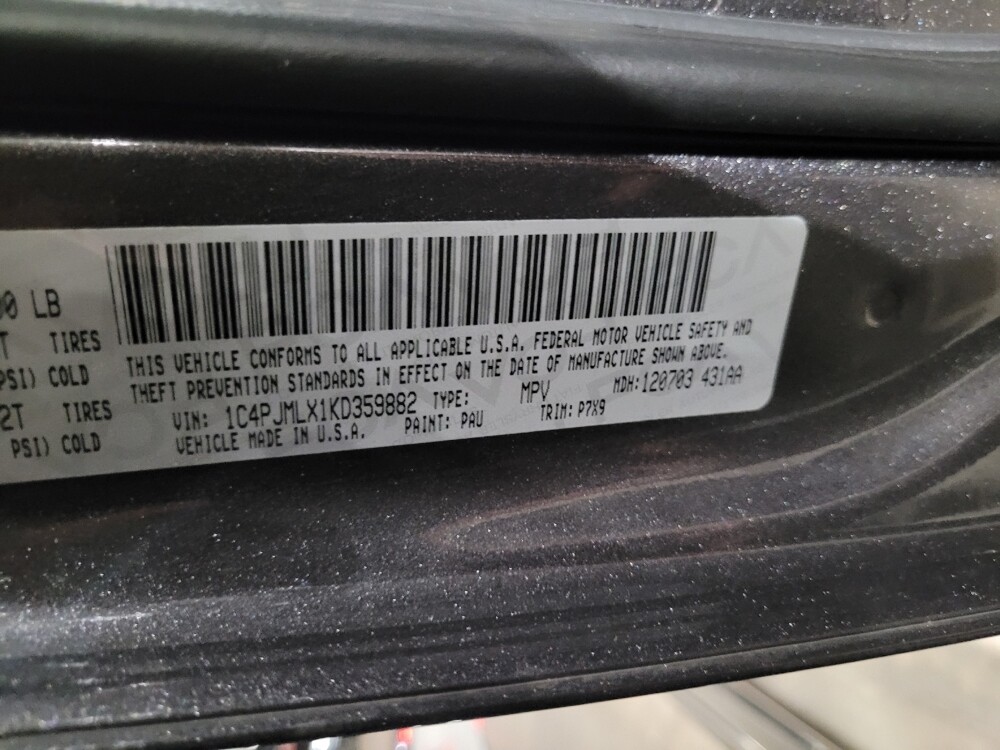 00 LB
T TIRES
PSI) COLD
2T TIRES
PSI) COLD
THIS VEHICLE CONFORMS TO ALL APPLICABLE U.S.A. FEDERAL MOTOR VEHICLE SAFETY AND
THEFT PREVENTION STANDARDS IN EFFECT ON THE DATE OF MANUFACTURE SHOWN ABOVE.
VIN: 1C4PJMLX1KD359882 TYPE: MPV MDH:120703 431AA
VEHICLE MADE IN U.S.A. PAINT: PAU TRIM: P7X9